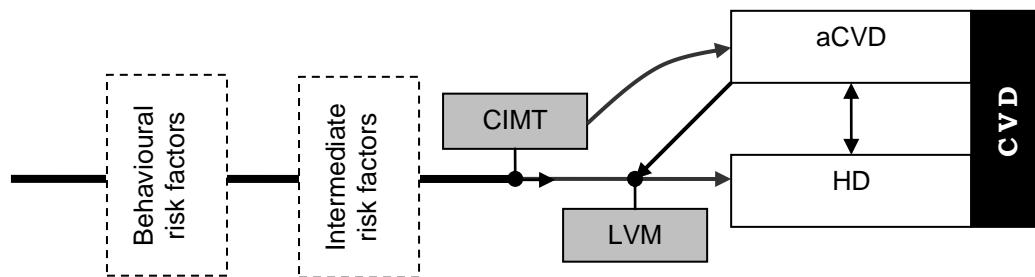 Behavioural
risk factors
Intermediate
risk factors
CIMT
LVM
aCVD
HD
CVD